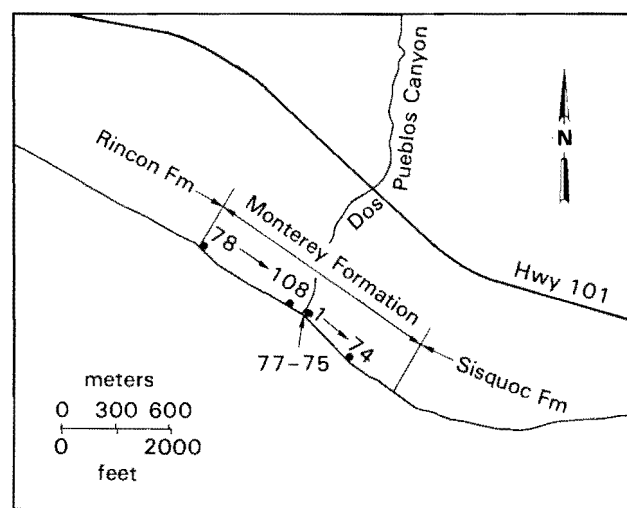 Dos Pueblos Canyon
N
Rincon Fm
Monterey Formation
Hwy 101
78
108
1
74
77-75
Sisquoc Fm
meters
0 300 600
0 2000
feet